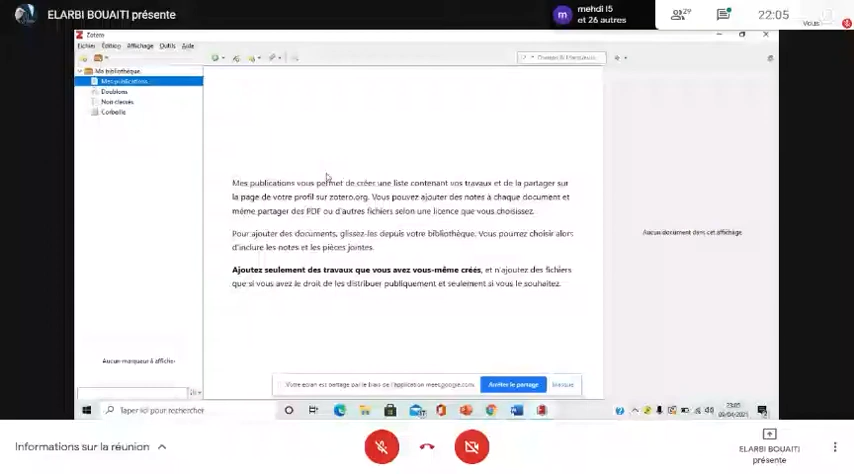 ELARBI BOUAITI présente
mehdi I5
et 26 autres
29
22:05
Vous
Zotero
Fichier Édition Affichage Outils Aide
Ma bibliothèque
Mes publications
Doublons
Non classés
Corbeille
Mes publications vous permet de créer une liste contenant vos travaux et de la partager sur
la page de votre profil sur zotero.org. Vous pouvez ajouter des notes à chaque document et
même partager des PDF ou d'autres fichiers selon une licence que vous choisissez.
Pour ajouter des documents, glissez-les depuis votre bibliothèque. Vous pourrez choisir alors
d'inclure les notes et les pièces jointes.
Ajoutez seulement des travaux que vous avez vous-même créés, et n'ajoutez des fichiers
que si vous avez le droit de les distribuer publiquement et seulement si vous le souhaitez.
Aucun document dans cet affichage
Aucun marqueur à afficher
Votre écran est partagé par le biais de l'application meet.google.com.
Arrêter le partage
Masquer
Taper ici pour rechercher
Informations sur la réunion
ELARBI BOUAITI
présente